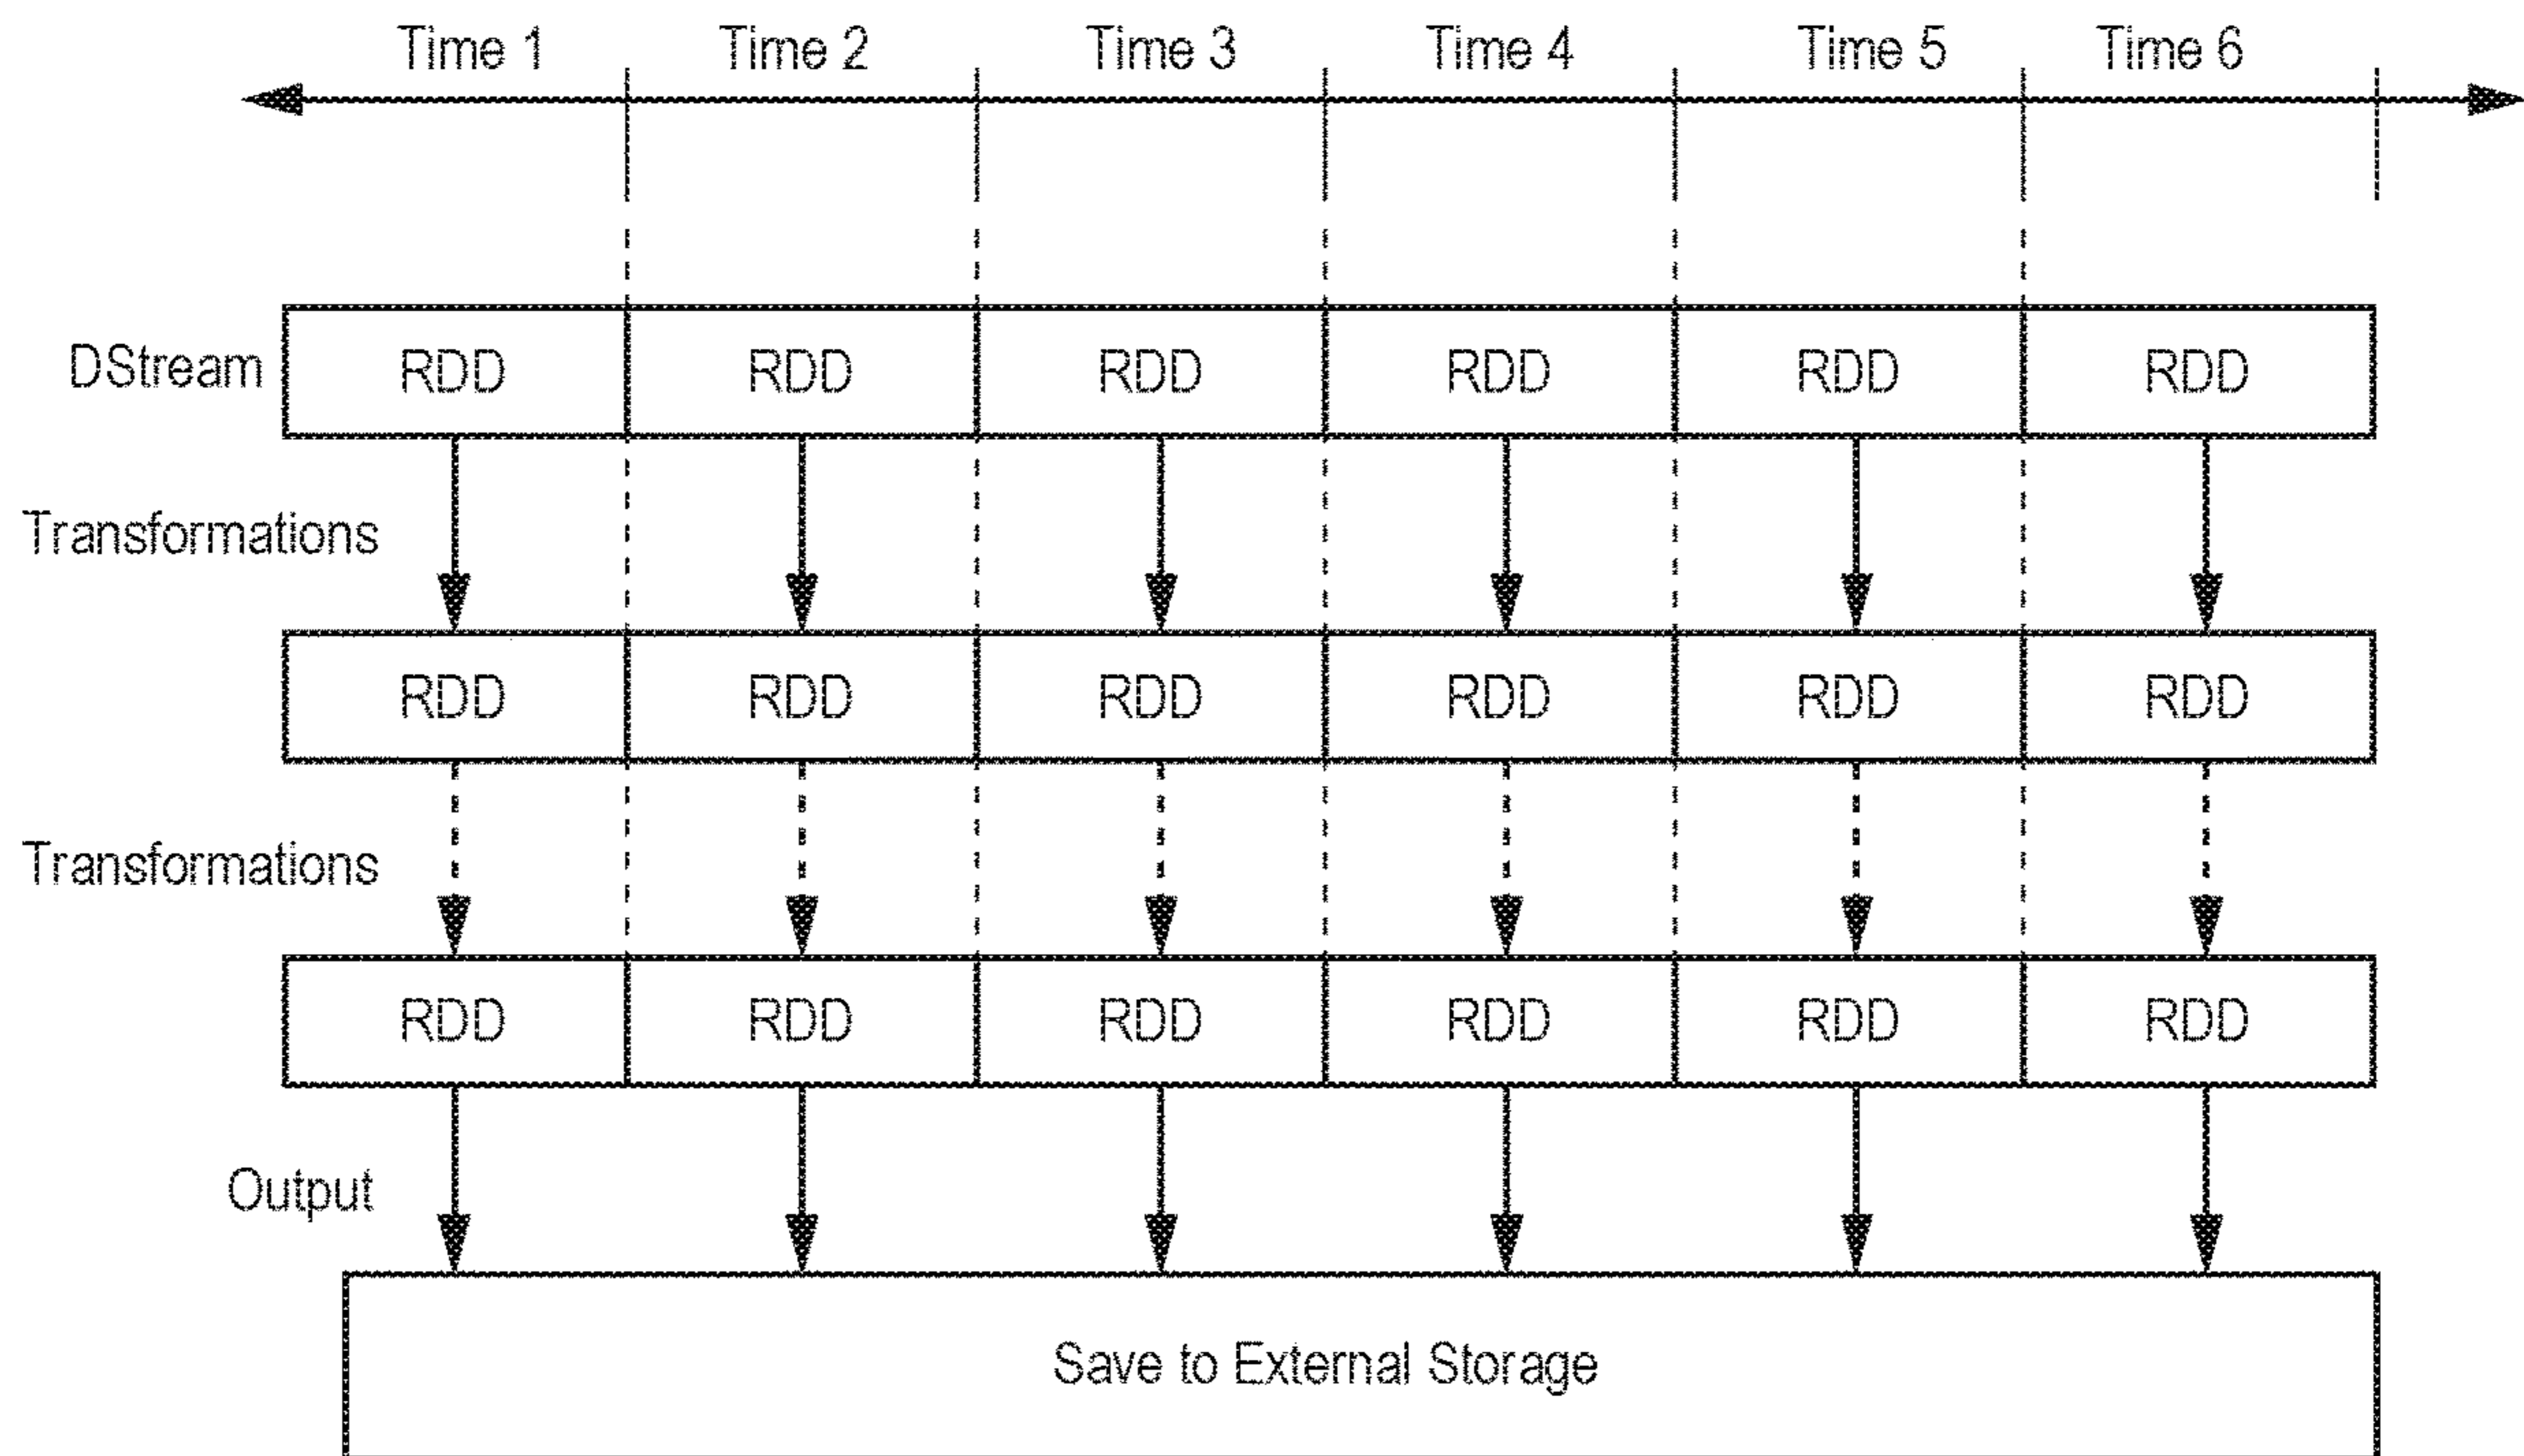 Time 1 Time 2 Time 3 Time 4 Time 5 Time 6
DStream RDD RDD RDD RDD RDD RDD
Transformations
RDD RDD RDD RDD RDD RDD
Transformations
RDD RDD RDD RDD RDD RDD
Output
Save to External Storage